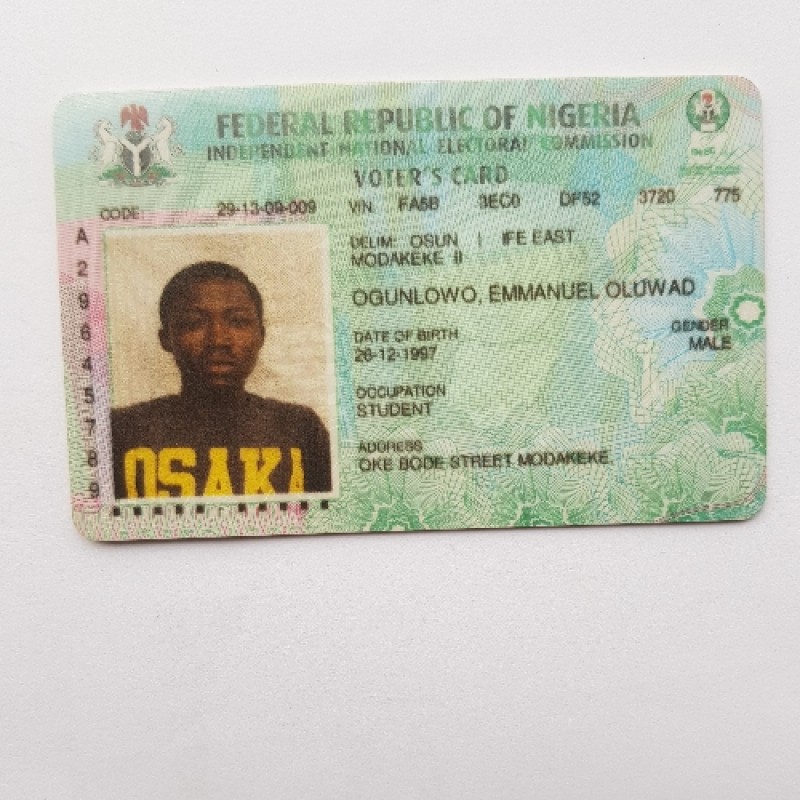 FEDERAL REPUBLIC OF NIGERIA
INDEPENDENT NATIONAL ELECTORAL COMMISSION
VOTER'S CARD
CODE: 29-13-09-009 VIN FA5B 3EC0 DF52 3720 775
DELIM: OSUN | IFE EAST
MODAKEKE II
OGUNLOWO, EMMANUEL OLUWAD
DATE OF BIRTH
26-12-1997
GENDER
MALE
OCCUPATION
STUDENT
ADDRESS
OKE BODE STREET MODAKEKE.
A
2
9
6
4
5
7
8
9
OSAKA